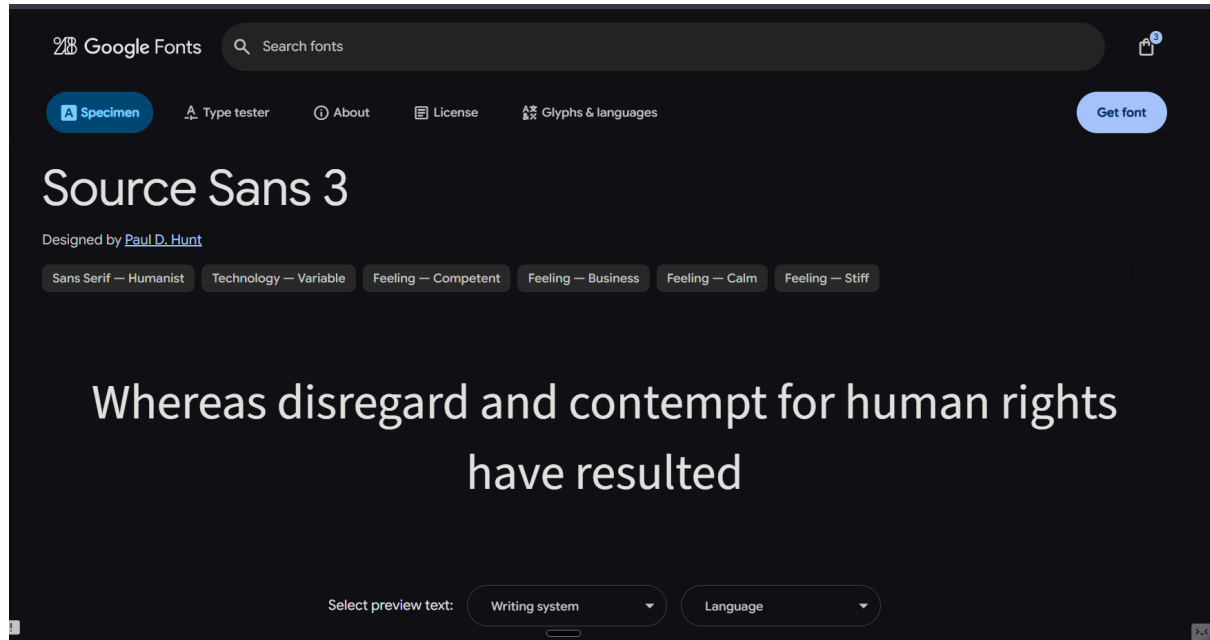 Google Fonts
Search fonts
3
Specimen
Type tester
About
License
Glyphs & languages
Get font
Source Sans 3
Designed by Paul D. Hunt
Sans Serif — Humanist
Technology — Variable
Feeling — Competent
Feeling — Business
Feeling — Calm
Feeling — Stiff
Whereas disregard and contempt for human rights
have resulted
Select preview text:
Writing system
Language